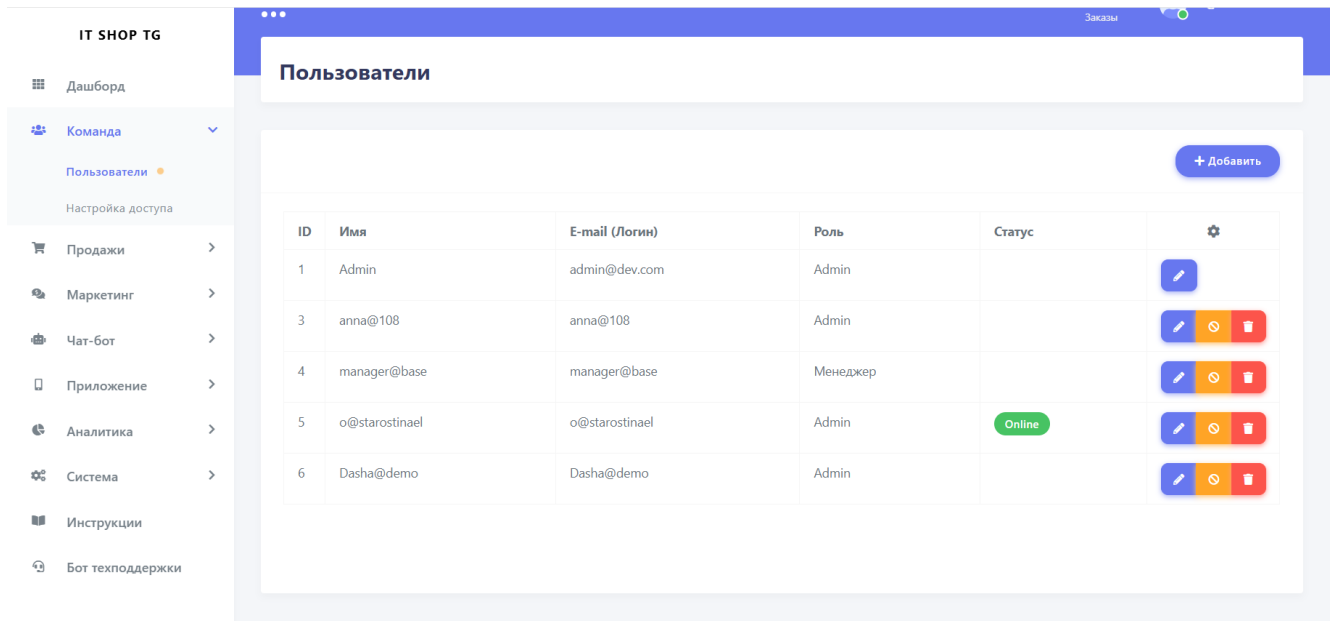 Заказы
IT SHOP TG
Пользователи
Дашборд
Команда
Пользователи
Настройка доступа
Продажи
Маркетинг
Чат-бот
Приложение
Аналитика
Система
Инструкции
Бот техподдержки
Добавить
ID Имя E-mail (Логин) Роль Статус
1 Admin admin@dev.com Admin
3 anna@108 anna@108 Admin
4 manager@base manager@base Менеджер
5 o@starostinael o@starostinael Admin Online
6 Dasha@demo Dasha@demo Admin